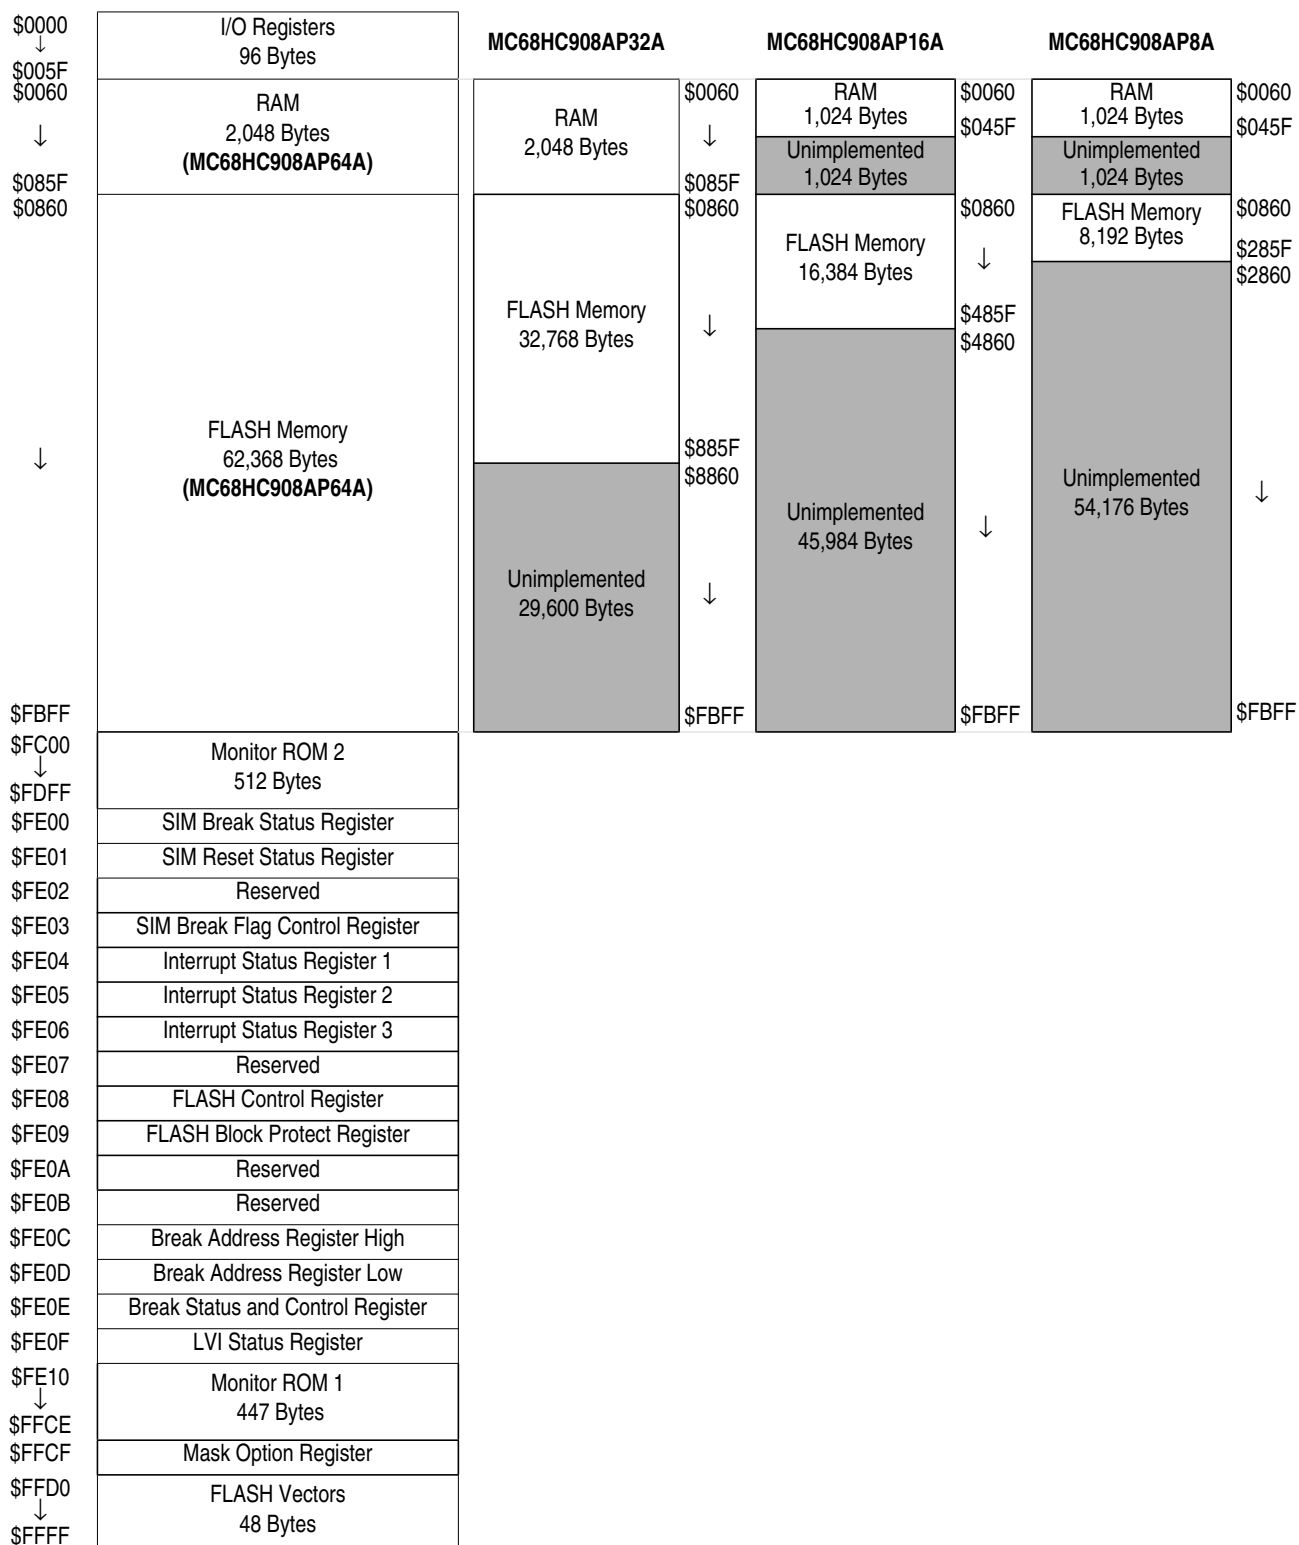 $0000
↓
$005F
I/O Registers
96 Bytes
MC68HC908AP32A
MC68HC908AP16A
MC68HC908AP8A
$0060
↓
$085F
RAM
2,048 Bytes
(MC68HC908AP64A)
RAM
2,048 Bytes
$0060
↓
$085F
RAM
1,024 Bytes
$0060
$045F
Unimplemented
1,024 Bytes
RAM
1,024 Bytes
$0060
$045F
Unimplemented
1,024 Bytes
$0860
↓
$FBFF
FLASH Memory
62,368 Bytes
(MC68HC908AP64A)
FLASH Memory
32,768 Bytes
$0860
↓
$885F
Unimplemented
29,600 Bytes
$8860
↓
$FBFF
FLASH Memory
16,384 Bytes
$0860
↓
$485F
Unimplemented
45,984 Bytes
$4860
↓
$FBFF
FLASH Memory
8,192 Bytes
$0860
$285F
Unimplemented
54,176 Bytes
$2860
↓
$FBFF
$FC00
↓
$FDFF
Monitor ROM 2
512 Bytes
$FE00 SIM Break Status Register
$FE01 SIM Reset Status Register
$FE02 Reserved
$FE03 SIM Break Flag Control Register
$FE04 Interrupt Status Register 1
$FE05 Interrupt Status Register 2
$FE06 Interrupt Status Register 3
$FE07 Reserved
$FE08 FLASH Control Register
$FE09 FLASH Block Protect Register
$FE0A Reserved
$FE0B Reserved
$FE0C Break Address Register High
$FE0D Break Address Register Low
$FE0E Break Status and Control Register
$FE0F LVI Status Register
$FE10
↓
$FFCE
Monitor ROM 1
447 Bytes
$FFCF Mask Option Register
$FFD0
↓
$FFFF
FLASH Vectors
48 Bytes